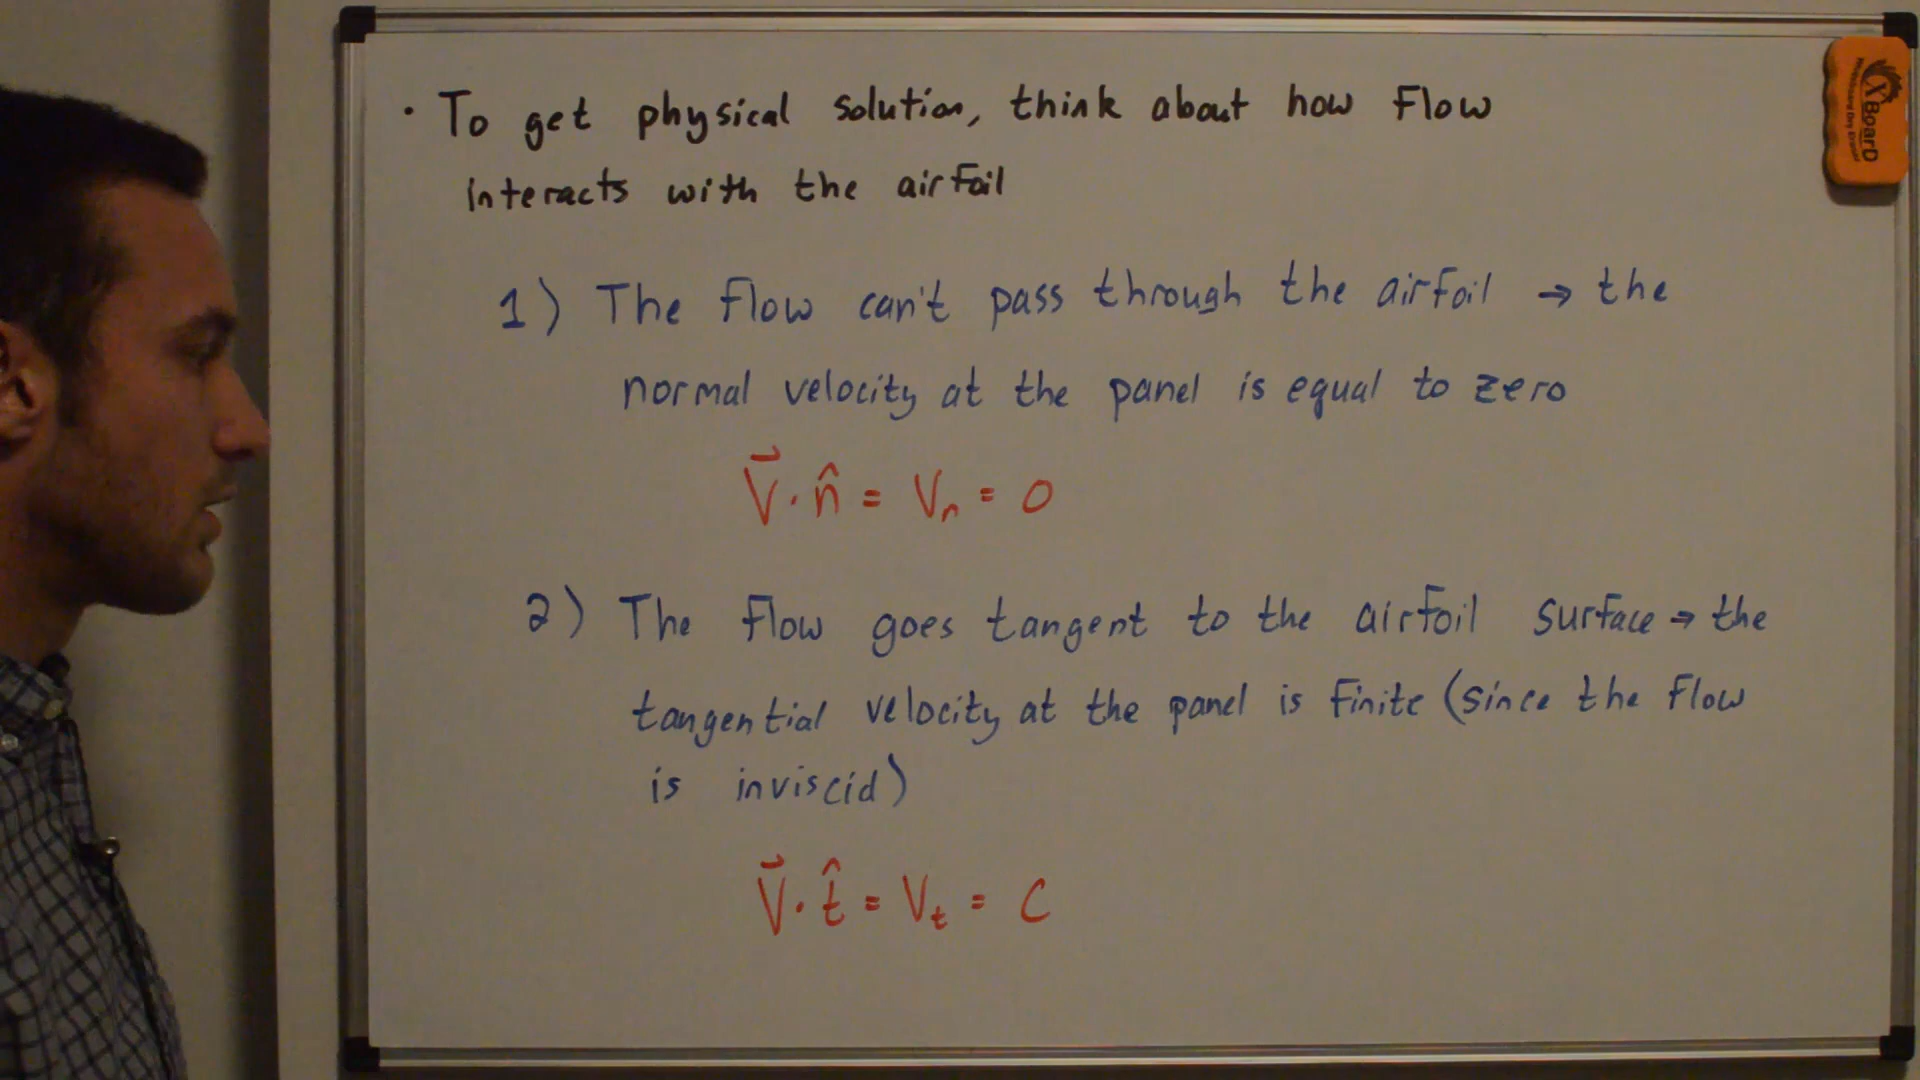 · To get physical solution, think about how flow
interacts with the airfoil
1) The flow can't pass through the airfoil → the
normal velocity at the panel is equal to zero
V⃗ · n̂ = Vₙ = 0
2) The flow goes tangent to the airfoil surface → the
tangential velocity at the panel is finite (since the flow
is inviscid)
V⃗ · t̂ = Vₜ = C
XBoarD